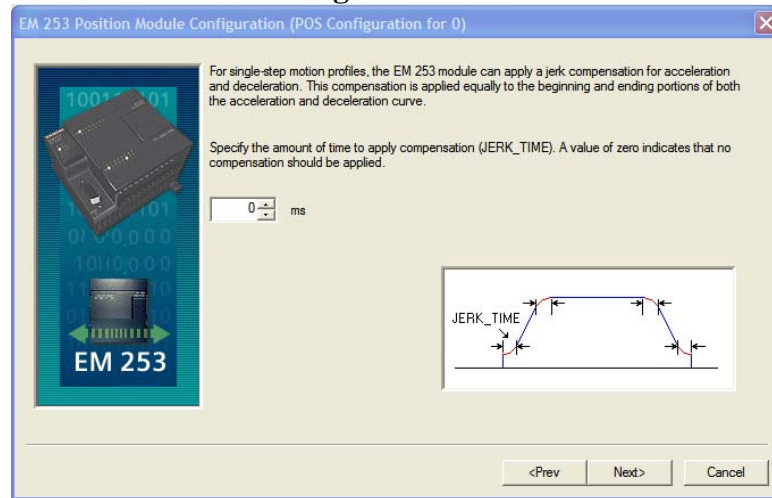 EM 253 Position Module Configuration (POS Configuration for 0)
For single-step motion profiles, the EM 253 module can apply a jerk compensation for acceleration
and deceleration. This compensation is applied equally to the beginning and ending portions of both
the acceleration and deceleration curve.
Specify the amount of time to apply compensation (JERK_TIME). A value of zero indicates that no
compensation should be applied.
0 ms
JERK_TIME
EM 253
<Prev
Next>
Cancel